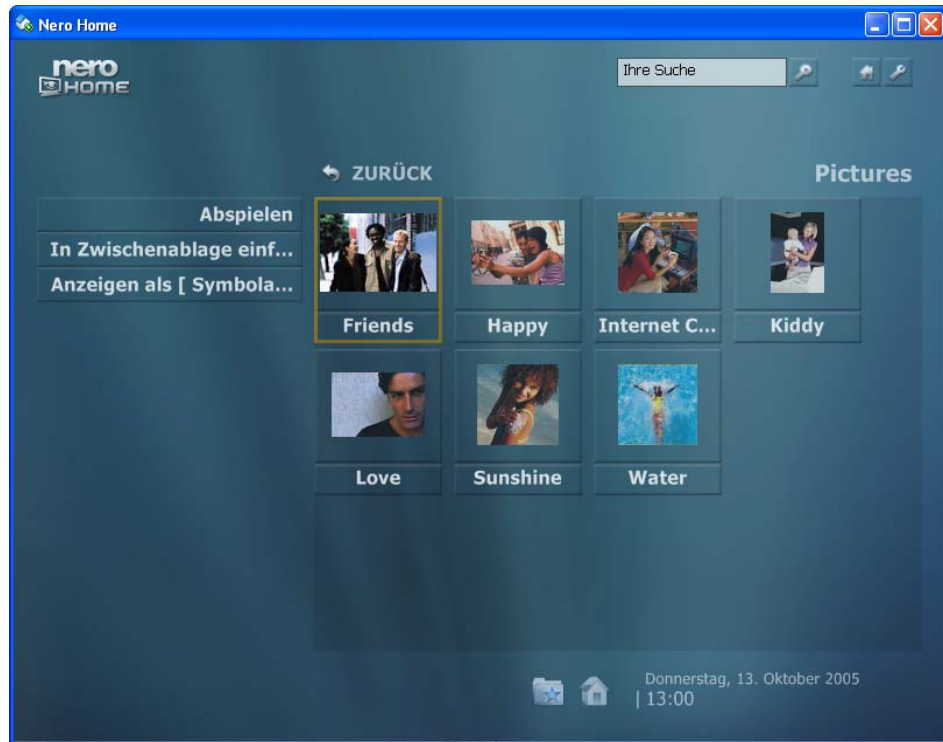 Nero Home
nero
HOME
Ihre Suche
ZURÜCK
Pictures
Abspielen
In Zwischenablage einf...
Anzeigen als [ Symbola...
Friends
Happy
Internet C...
Kiddy
Love
Sunshine
Water
Donnerstag, 13. Oktober 2005
| 13:00